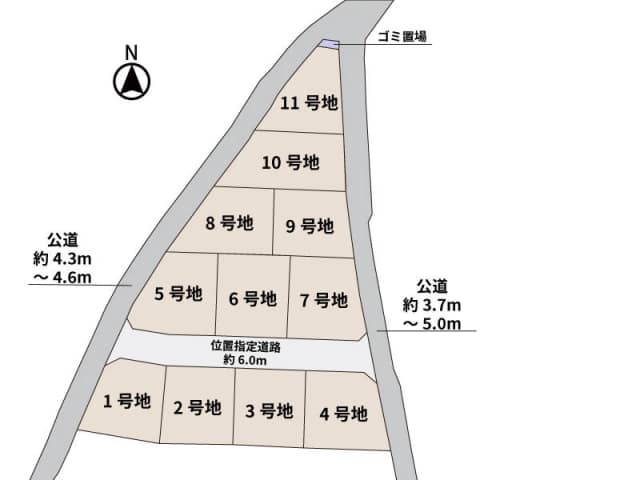 ゴミ置場
N
11 号地
10 号地
8 号地
9 号地
公道
約 4.3m
～ 4.6m
5 号地
6 号地
7 号地
公道
約 3.7m
～ 5.0m
位置指定道路
約 6.0m
1 号地
2 号地
3 号地
4 号地